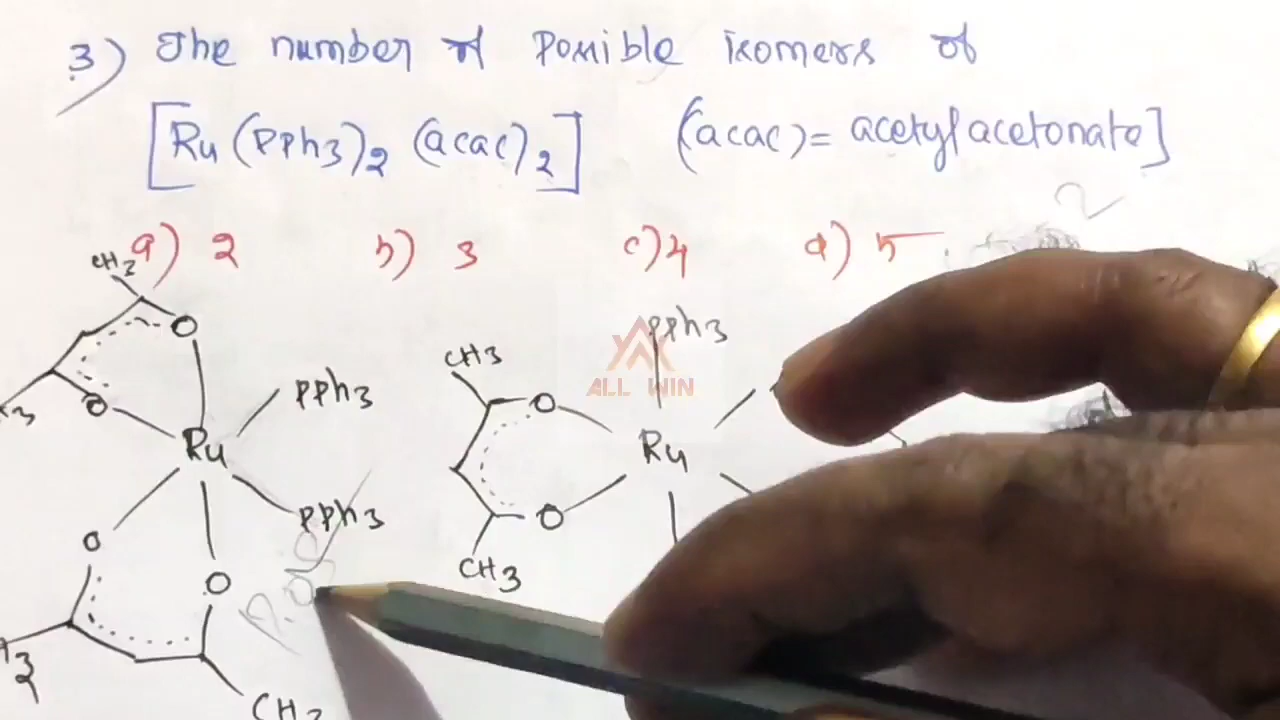 3) The number of Possible isomers of
[Ru (PPh3)2 (acac)2] (acac)= acetylacetonate]
2
a) 2 b) 3 c) 4 d) 5
CH3
O
PPh3
O
Ru
PPh3
O
O
CH3
PPh3
CH3
O
Ru
O
CH3
ALL WIN